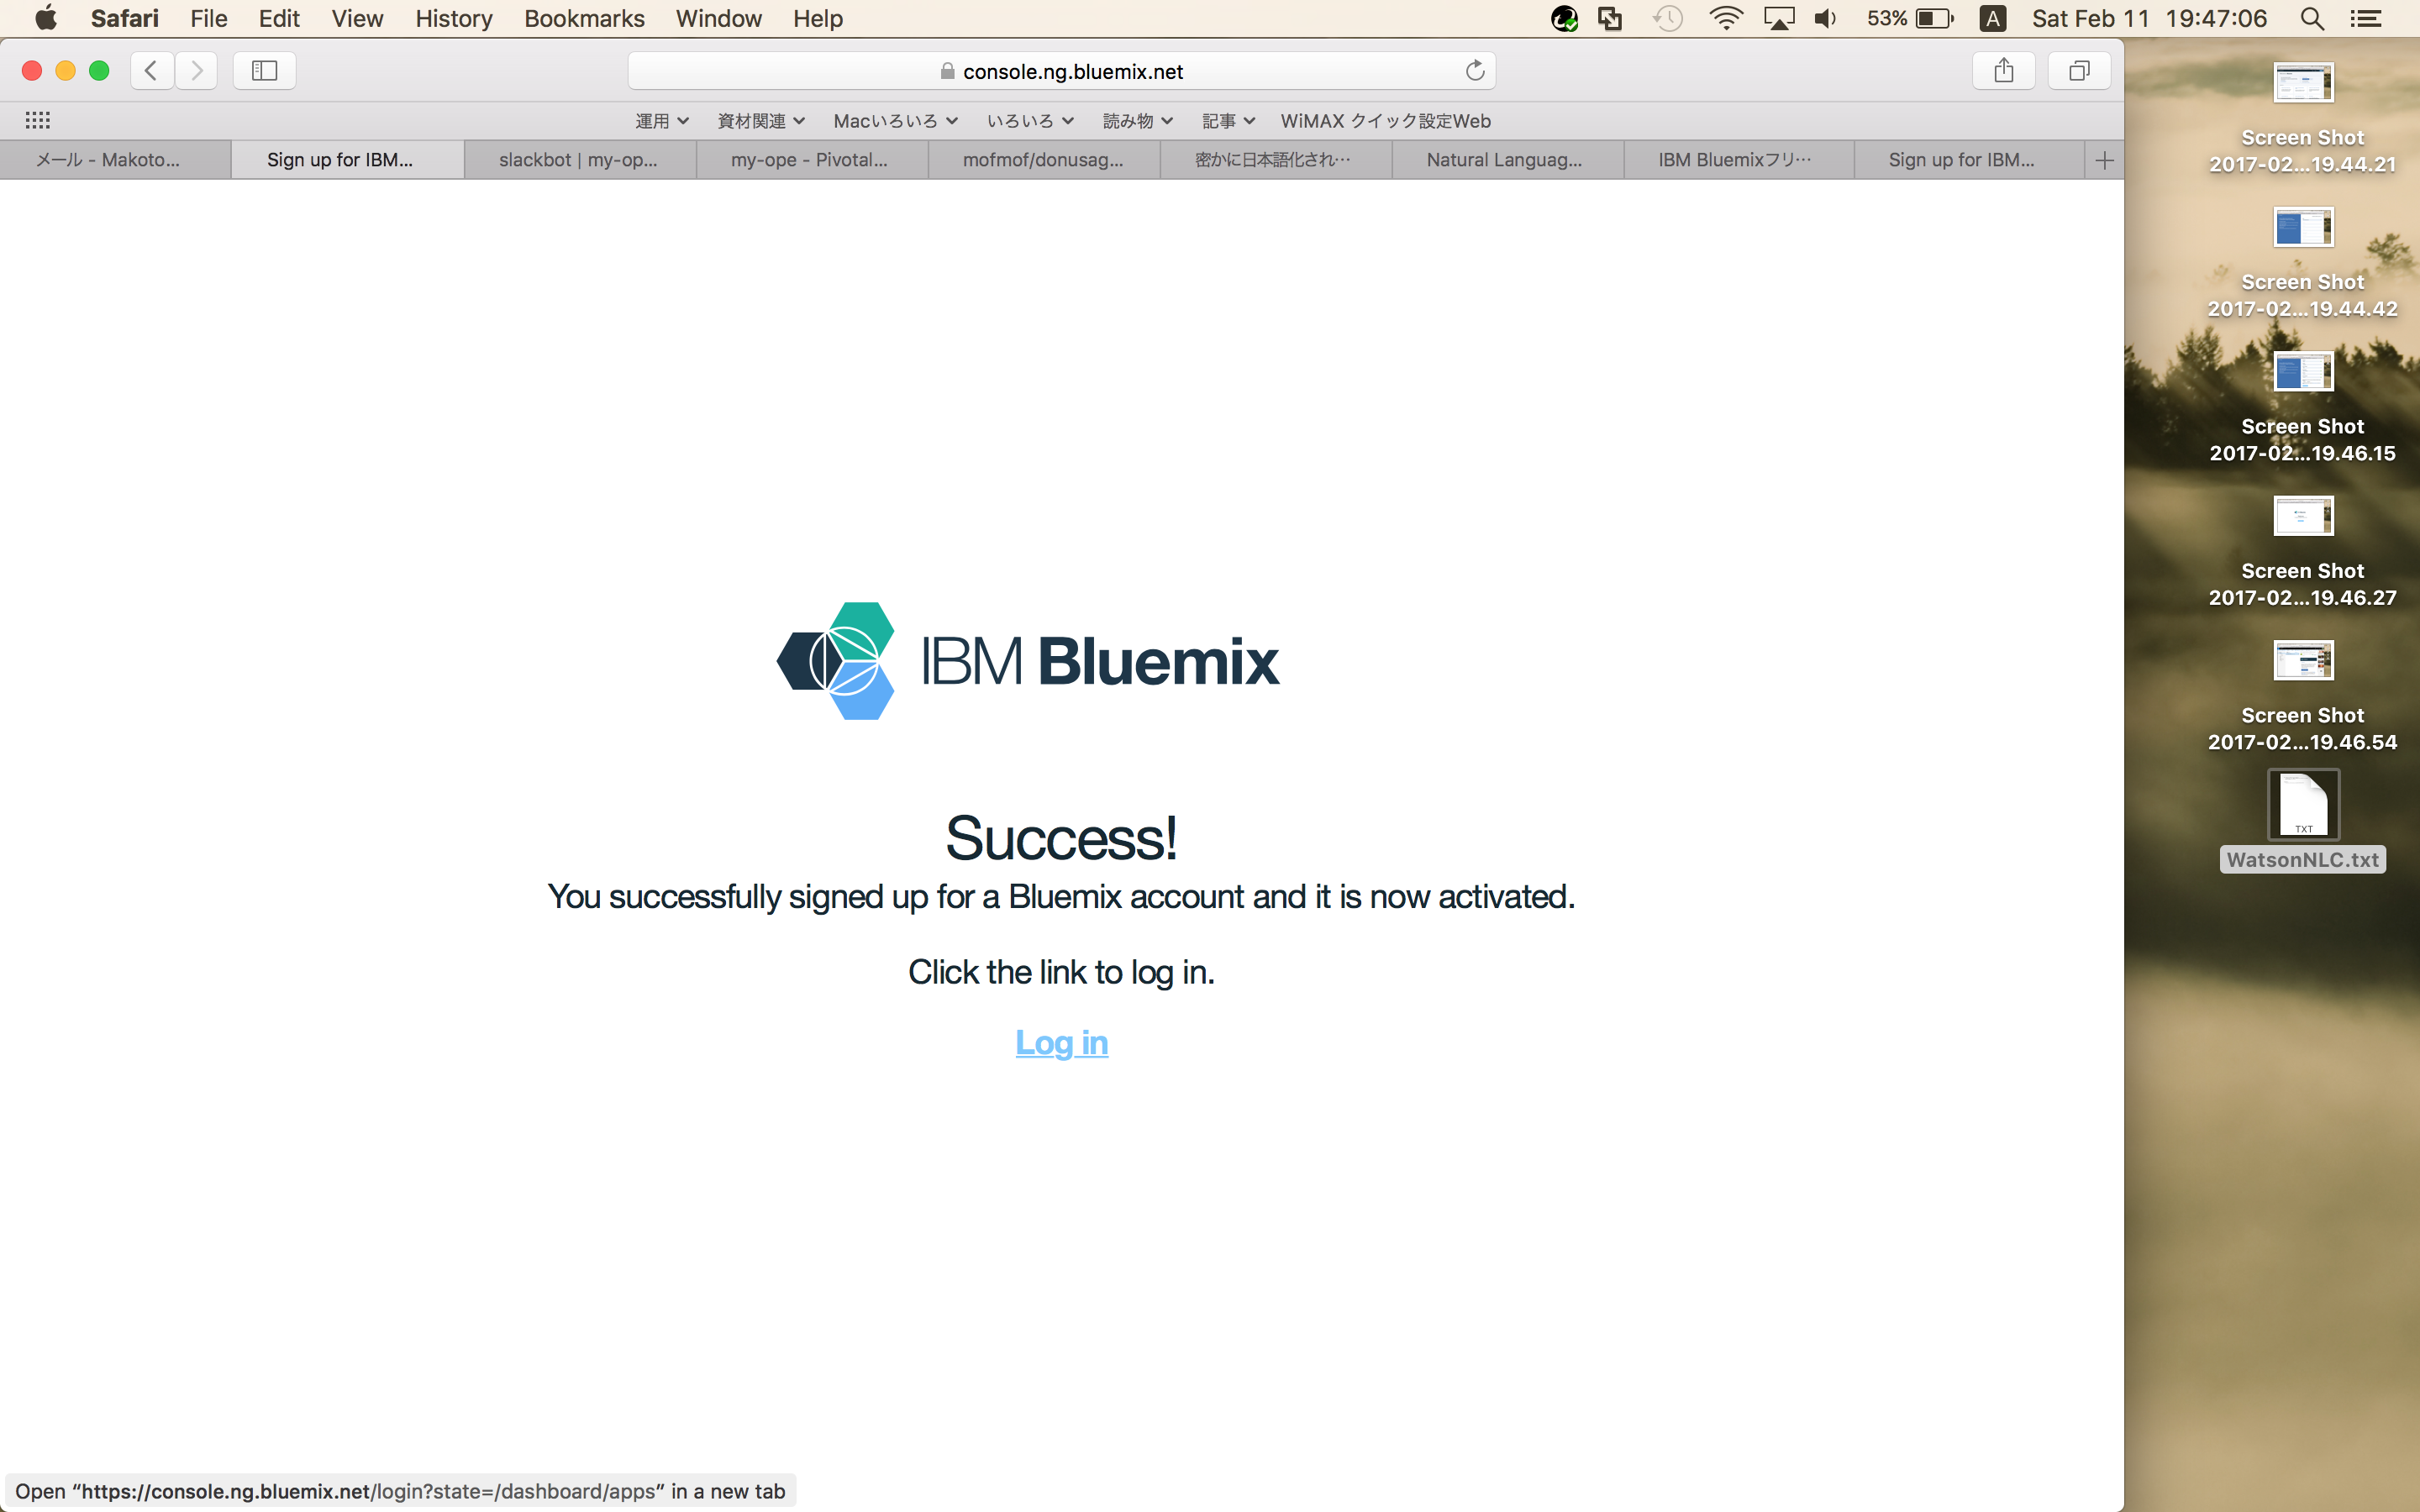 Safari File Edit View History Bookmarks Window Help 53% A Sat Feb 11 19:47:06
console.ng.bluemix.net
運用 資材関連 Macいろいろ いろいろ 読み物 記事 WiMAX クイック設定Web
メール - Makoto... Sign up for IBM... slackbot | my-op... my-ope - Pivotal... mofmof/donusag... 密かに日本語化され… Natural Languag... IBM Bluemixフリ… Sign up for IBM...
IBM Bluemix
Success!
You successfully signed up for a Bluemix account and it is now activated.
Click the link to log in.
Log in
Open “https://console.ng.bluemix.net/login?state=/dashboard/apps” in a new tab
Screen Shot
2017-02...19.44.21
Screen Shot
2017-02...19.44.42
Screen Shot
2017-02...19.46.15
Screen Shot
2017-02...19.46.27
Screen Shot
2017-02...19.46.54
TXT
WatsonNLC.txt